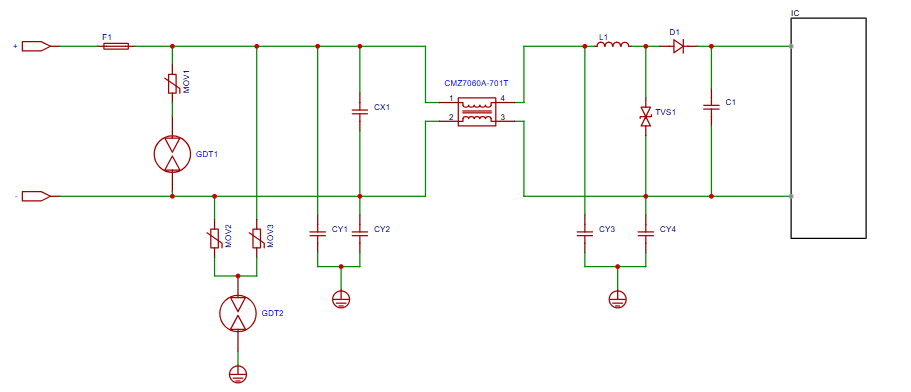 IC
+
F1
L1
D1
MOV1
CMZ7060A-701T
1
4
CX1
C1
2
3
TVS1
GDT1
-
MOV2
MOV3
CY1
CY2
CY3
CY4
GDT2